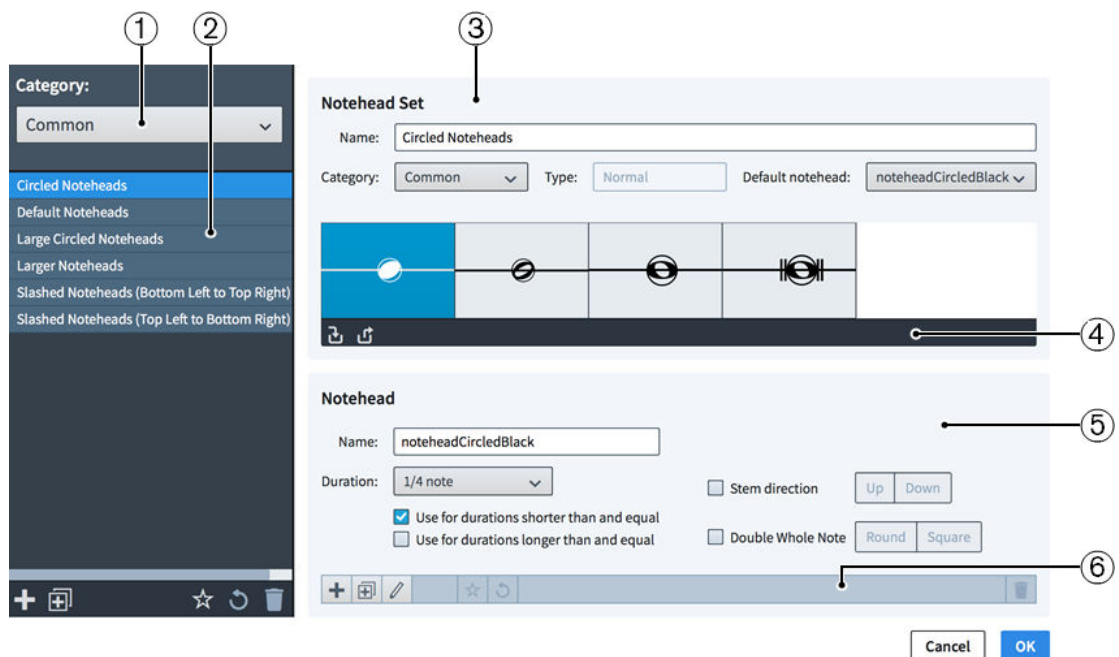 1 2 3
Category:
Common
Circled Noteheads
Default Noteheads
Large Circled Noteheads
Larger Noteheads
Slashed Noteheads (Bottom Left to Top Right)
Slashed Noteheads (Top Left to Bottom Right)
Notehead Set
Name: Circled Noteheads
Category: Common Type: Normal Default notehead: noteheadCircledBlack
4
Notehead
5
Name: noteheadCircledBlack
Duration: 1/4 note Stem direction Up Down
Use for durations shorter than and equal
Use for durations longer than and equal Double Whole Note Round Square
6
Cancel OK